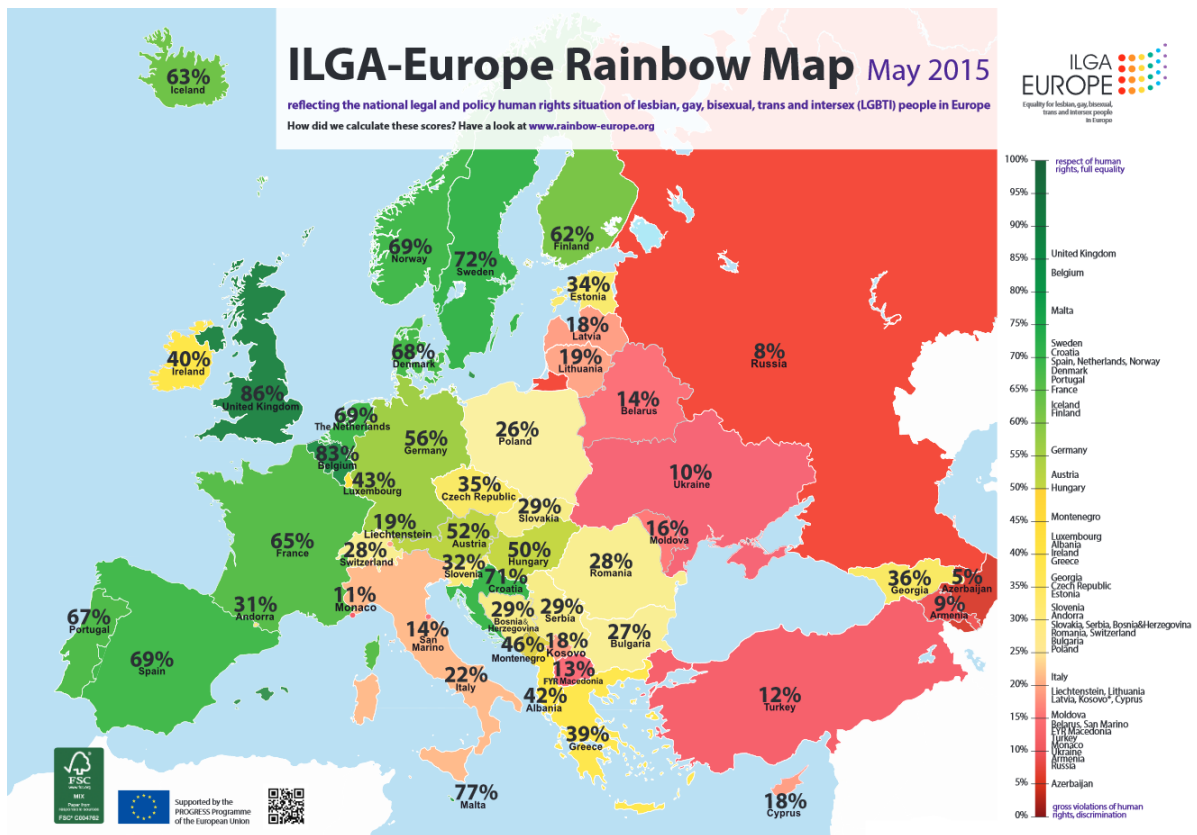 ILGA-Europe Rainbow Map May 2015
reflecting the national legal and policy human rights situation of lesbian, gay, bisexual, trans and intersex (LGBTI) people in Europe
How did we calculate these scores? Have a look at www.rainbow-europe.org
ILGA
EUROPE
Equality for lesbian, gay, bisexual,
trans and intersex people
in Europe
63%
Iceland
69%
Norway
72%
Sweden
62%
Finland
34%
Estonia
18%
Latvia
19%
Lithuania
68%
Denmark
40%
Ireland
86%
United Kingdom
8%
Russia
14%
Belarus
69%
The Netherlands
83%
Belgium
43%
Luxembourg
56%
Germany
26%
Poland
35%
Czech Republic
29%
Slovakia
10%
Ukraine
16%
Moldova
19%
Liechtenstein
52%
Austria
50%
Hungary
65%
France
28%
Switzerland
32%
Slovenia
71%
Croatia
28%
Romania
36%
Georgia
5%
Azerbaijan
9%
Armenia
11%
Monaco
31%
Andorra
67%
Portugal
69%
Spain
14%
San
Marino
29%
Bosnia&
Herzegovina
29%
Serbia
46%
Montenegro
18%
Kosovo
27%
Bulgaria
13%
FYR Macedonia
22%
Italy
42%
Albania
39%
Greece
12%
Turkey
77%
Malta
18%
Cyprus
100%
respect of human
rights, full equality
95%
90%
United Kingdom
85%
Belgium
80%
Malta
75%
Sweden
Croatia
70%
Spain, Netherlands, Norway
Denmark
Portugal
65%
France
Iceland
Finland
60%
Germany
55%
Austria
50%
Hungary
Montenegro
45%
Luxembourg
Albania
40%
Ireland
Greece
Georgia
35%
Czech Republic
Estonia
Slovenia
Andorra
30%
Slovakia, Serbia, Bosnia&Herzegovina
Romania, Switzerland
Bulgaria
25%
Poland
Italy
20%
Liechtenstein, Lithuania
Latvia, Kosovo*, Cyprus
15%
Moldova
Belarus, San Marino
FYR Macedonia
Turkey
Monaco
10%
Ukraine
Armenia
Russia
5%
Azerbaijan
0%
gross violations of human
rights, discrimination
FSC
www.fsc.org
MIX
Paper from
responsible sources
FSC® C004762
Supported by the
PROGRESS Programme
of the European Union